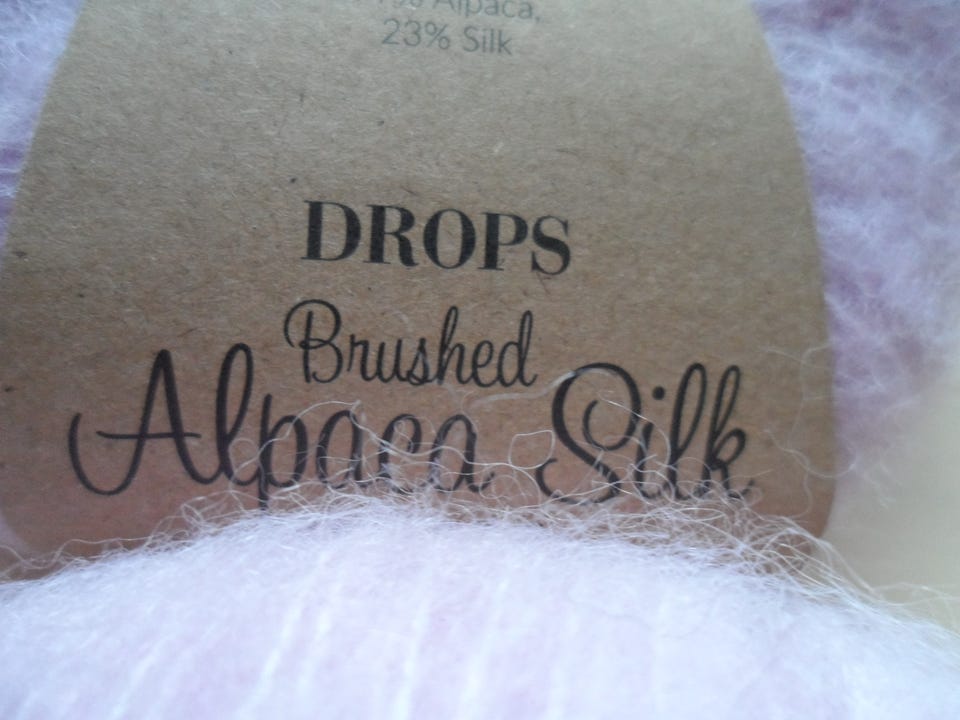 Alpaca,
23% Silk
DROPS
Brushed
Alpaca Silk